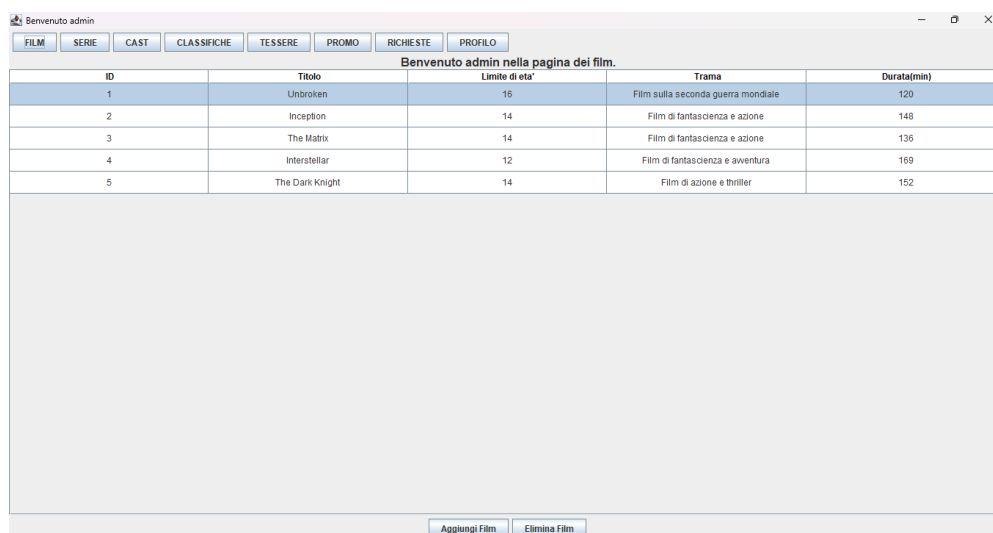 Benvenuto admin
FILM SERIE CAST CLASSIFICHE TESSERE PROMO RICHIESTE PROFILO
Benvenuto admin nella pagina dei film.
ID Titolo Limite di eta' Trama Durata(min)
1 Unbroken 16 Film sulla seconda guerra mondiale 120
2 Inception 14 Film di fantascienza e azione 148
3 The Matrix 14 Film di fantascienza e azione 136
4 Interstellar 12 Film di fantascienza e avventura 169
5 The Dark Knight 14 Film di azione e thriller 152
Aggiungi Film Elimina Film